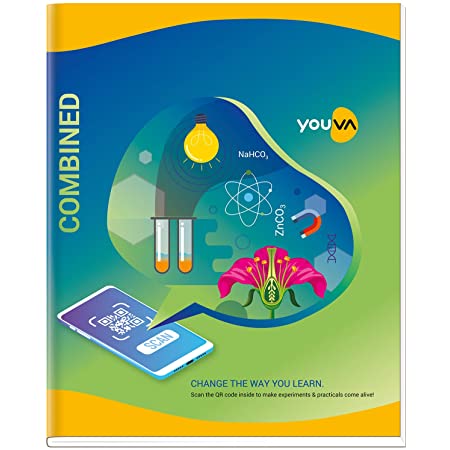 COMBINED
youVA
NaHCO₃
ZnCO₃
SCAN
CHANGE THE WAY YOU LEARN.
Scan the QR code inside to make experiments & practicals come alive!